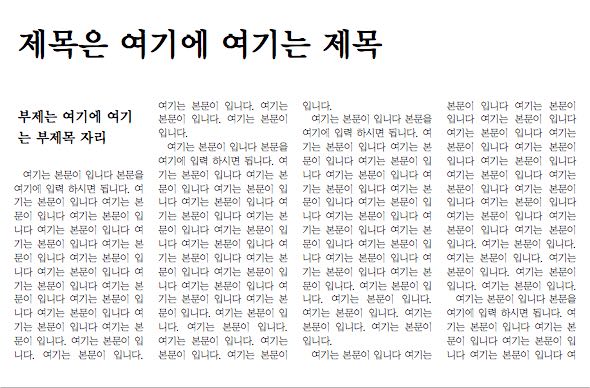 제목은 여기에 여기는 제목
부제는 여기에 여기
는 부제목 자리
여기는 본문이 입니다 본문을
여기에 입력 하시면 됩니다. 여
기는 본문이 입니다 여기는 본
문이 입니다 여기는 본문이 입
니다 여기는 본문이 입니다 여
기는 본문이 입니다 여기는 본
문이 입니다 여기는 본문이 입
니다 여기는 본문이 입니다 여
기는 본문이 입니다 여기는 본
문이 입니다 여기는 본문이 입
니다 여기는 본문이 입니다 여
기는 본문이 입니다 여기는 본
문이 입니다. 여기는 본문이 입
니다. 여기는 본문이 입니다.
여기는 본문이 입니다. 여기는
본문이 입니다. 여기는 본문이
입니다.
여기는 본문이 입니다 본문을
여기에 입력 하시면 됩니다. 여
기는 본문이 입니다 여기는 본
문이 입니다 여기는 본문이 입
니다 여기는 본문이 입니다 여
기는 본문이 입니다 여기는 본
문이 입니다 여기는 본문이 입
니다 여기는 본문이 입니다 여
기는 본문이 입니다 여기는 본
문이 입니다 여기는 본문이 입
니다 여기는 본문이 입니다 여
기는 본문이 입니다 여기는 본
문이 입니다. 여기는 본문이 입
니다. 여기는 본문이 입니다.
여기는 본문이 입니다. 여기는
본문이 입니다. 여기는 본문이
입니다.
여기는 본문이 입니다 본문을
여기에 입력 하시면 됩니다. 여
기는 본문이 입니다 여기는 본
문이 입니다 여기는 본문이 입
니다 여기는 본문이 입니다 여
기는 본문이 입니다 여기는 본
문이 입니다 여기는 본문이 입
니다 여기는 본문이 입니다 여
기는 본문이 입니다 여기는 본
문이 입니다 여기는 본문이 입
니다 여기는 본문이 입니다 여
기는 본문이 입니다 여기는 본
문이 입니다. 여기는 본문이 입
니다. 여기는 본문이 입니다.
여기는 본문이 입니다. 여기는
본문이 입니다. 여기는 본문이
입니다.
여기는 본문이 입니다 여기는
본문이 입니다 여기는 본문이
입니다 여기는 본문이 입니다
여기는 본문이 입니다 여기는
본문이 입니다 여기는 본문이
입니다 여기는 본문이 입니다
여기는 본문이 입니다 여기는
본문이 입니다 여기는 본문이
입니다 여기는 본문이 입니다
여기는 본문이 입니다 여기는
본문이 입니다 여기는 본문이
입니다. 여기는 본문이 입니다.
여기는 본문이 입니다. 여기는
본문이 입니다. 여기는 본문이
입니다. 여기는 본문이 입니다.
여기는 본문이 입니다 본문을
여기에 입력 하시면 됩니다. 여
기는 본문이 입니다 여기는 본
문이 입니다 여기는 본문이 입
니다 여기는 본문이 입니다 여